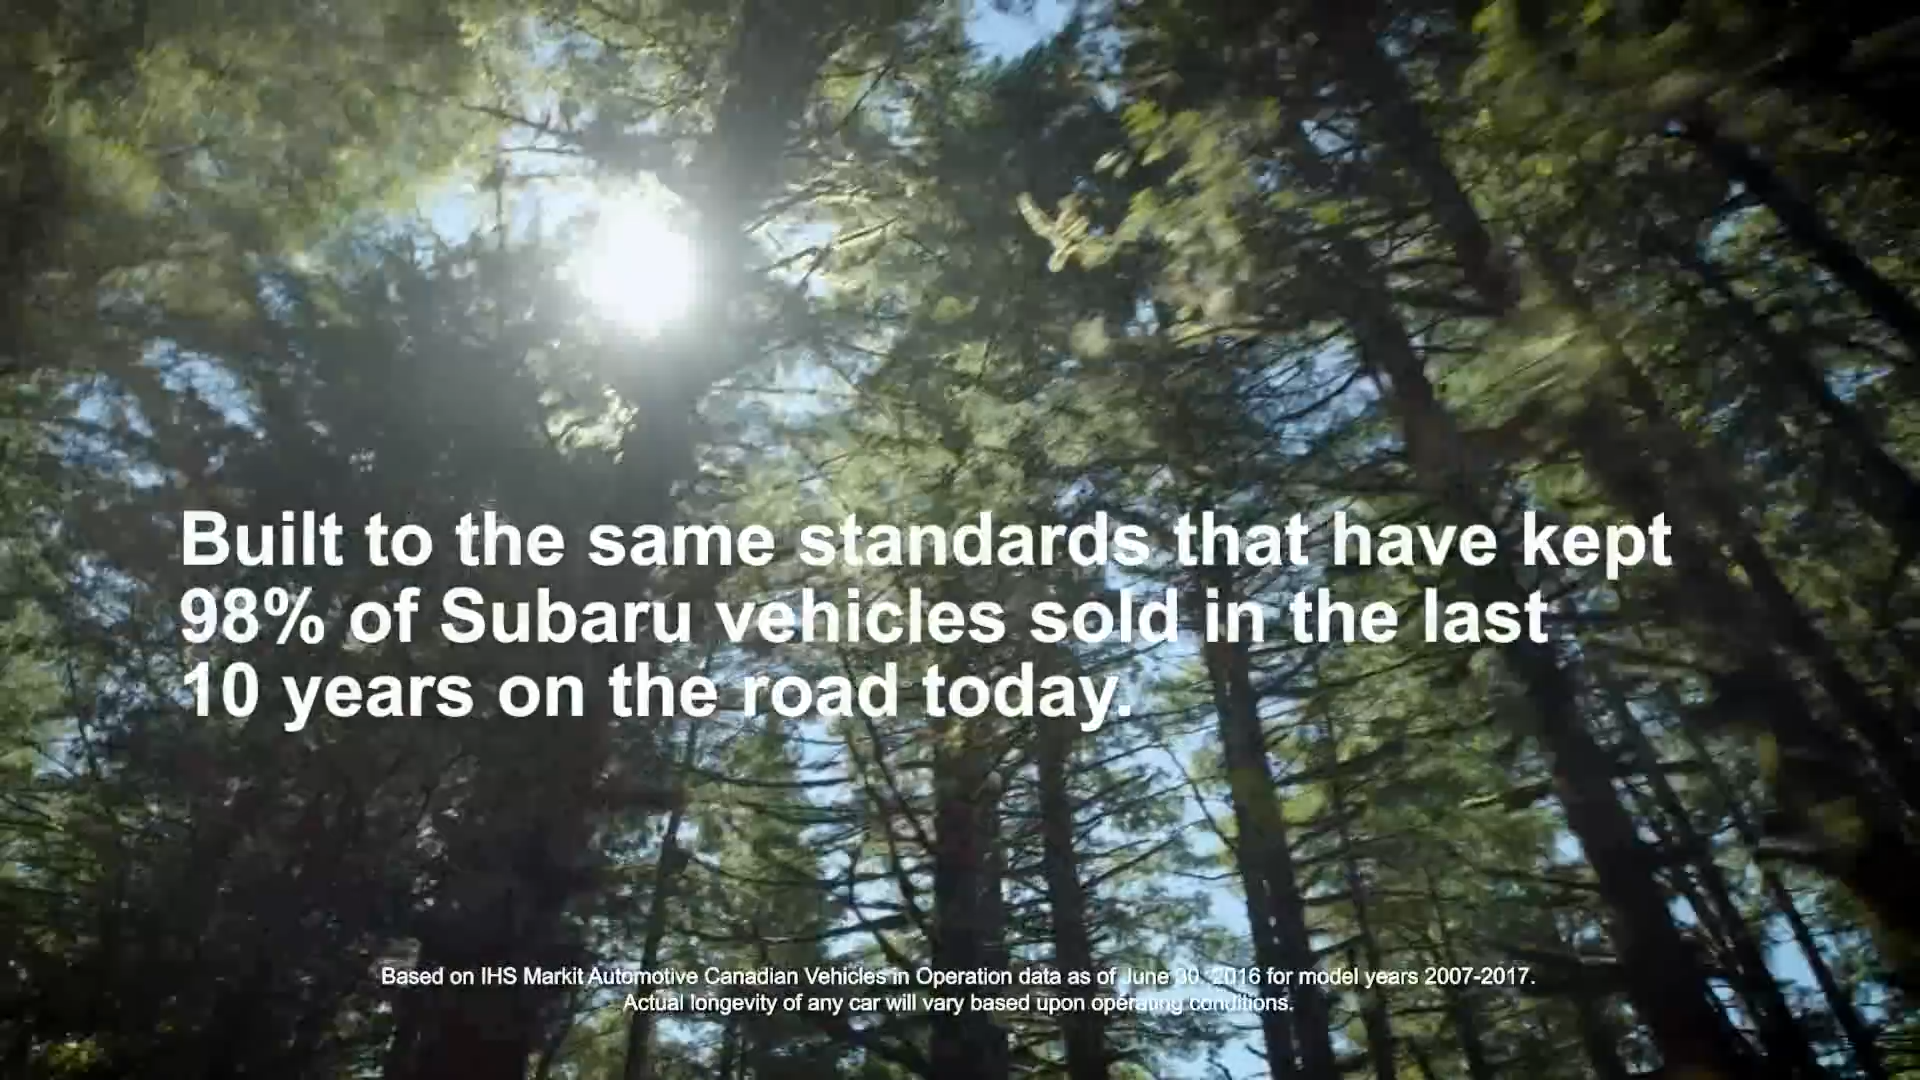 Built to the same standards that have kept
98% of Subaru vehicles sold in the last
10 years on the road today.
Based on IHS Markit Automotive Canadian Vehicles in Operation data as of June 30, 2016 for model years 2007-2017.
Actual longevity of any car will vary based upon operating conditions.